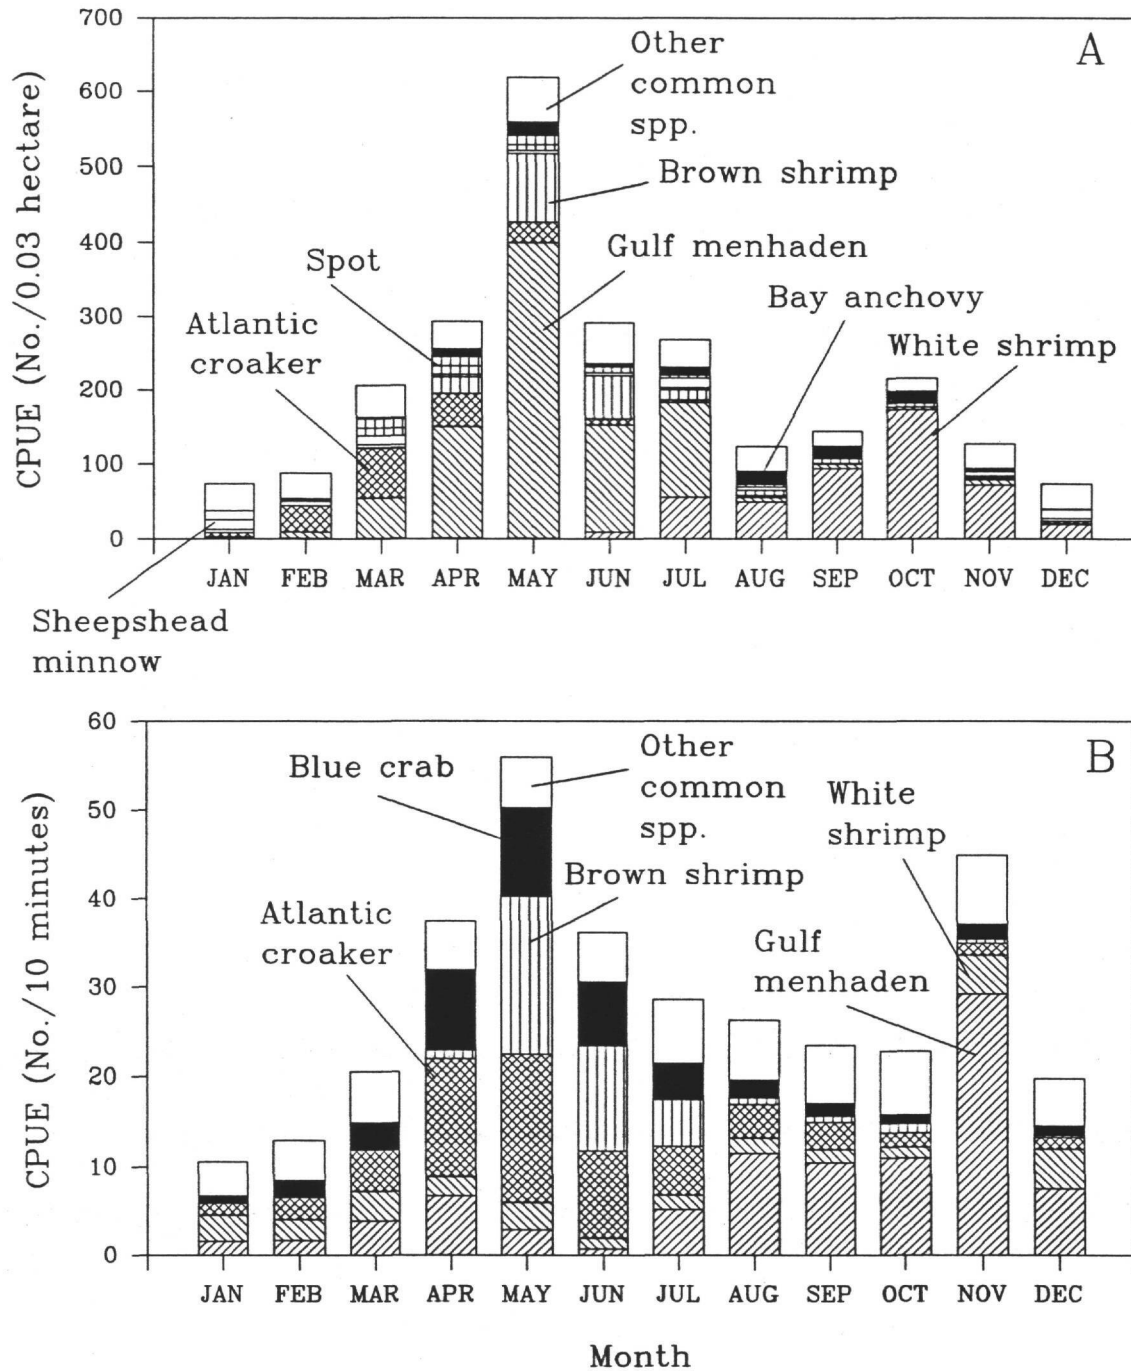 A
CPUE (No./0.03 hectare)
700
600
500
400
300
200
100
0
Other
common
spp.
Brown shrimp
Gulf menhaden
Spot
Bay anchovy
Atlantic
croaker
White shrimp
JAN FEB MAR APR MAY JUN JUL AUG SEP OCT NOV DEC
Sheepshead
minnow
B
CPUE (No./10 minutes)
60
50
40
30
20
10
0
Blue crab
Other
common
spp.
White
shrimp
Brown shrimp
Atlantic
croaker
Gulf
menhaden
JAN FEB MAR APR MAY JUN JUL AUG SEP OCT NOV DEC
Month